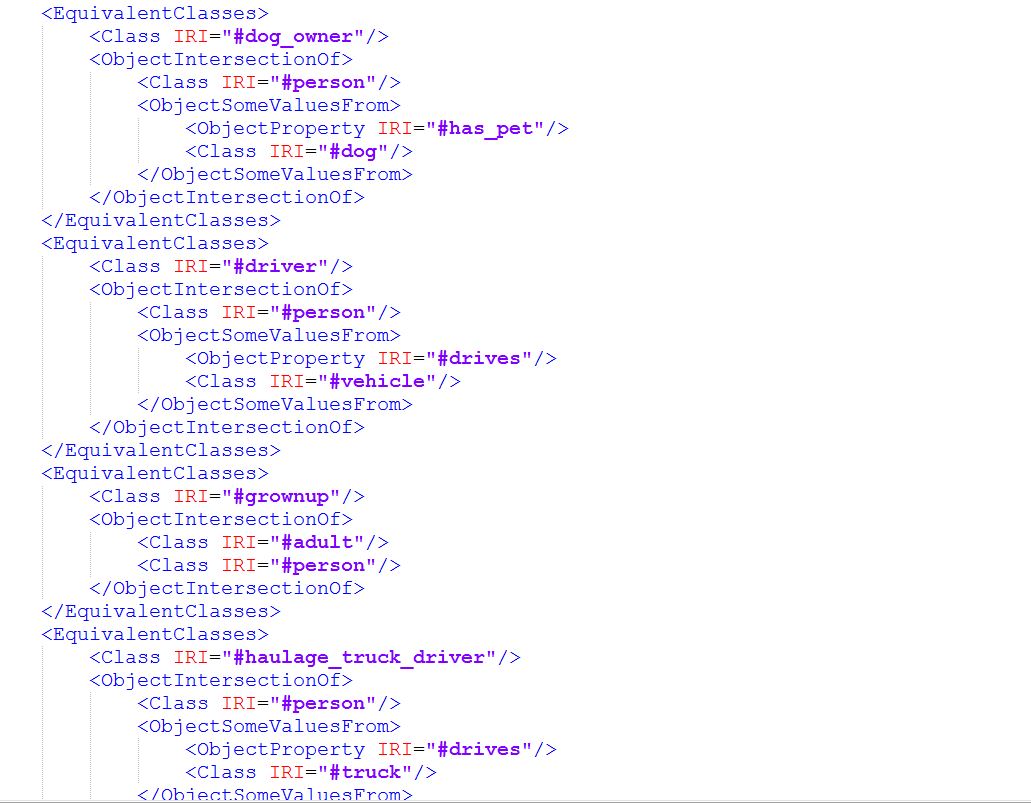 <EquivalentClasses>
<Class IRI="#dog_owner"/>
<ObjectIntersectionOf>
<Class IRI="#person"/>
<ObjectSomeValuesFrom>
<ObjectProperty IRI="#has_pet"/>
<Class IRI="#dog"/>
</ObjectSomeValuesFrom>
</ObjectIntersectionOf>
</EquivalentClasses>
<EquivalentClasses>
<Class IRI="#driver"/>
<ObjectIntersectionOf>
<Class IRI="#person"/>
<ObjectSomeValuesFrom>
<ObjectProperty IRI="#drives"/>
<Class IRI="#vehicle"/>
</ObjectSomeValuesFrom>
</ObjectIntersectionOf>
</EquivalentClasses>
<EquivalentClasses>
<Class IRI="#grownup"/>
<ObjectIntersectionOf>
<Class IRI="#adult"/>
<Class IRI="#person"/>
</ObjectIntersectionOf>
</EquivalentClasses>
<EquivalentClasses>
<Class IRI="#haulage_truck_driver"/>
<ObjectIntersectionOf>
<Class IRI="#person"/>
<ObjectSomeValuesFrom>
<ObjectProperty IRI="#drives"/>
<Class IRI="#truck"/>
</ObjectSomeValuesFrom>